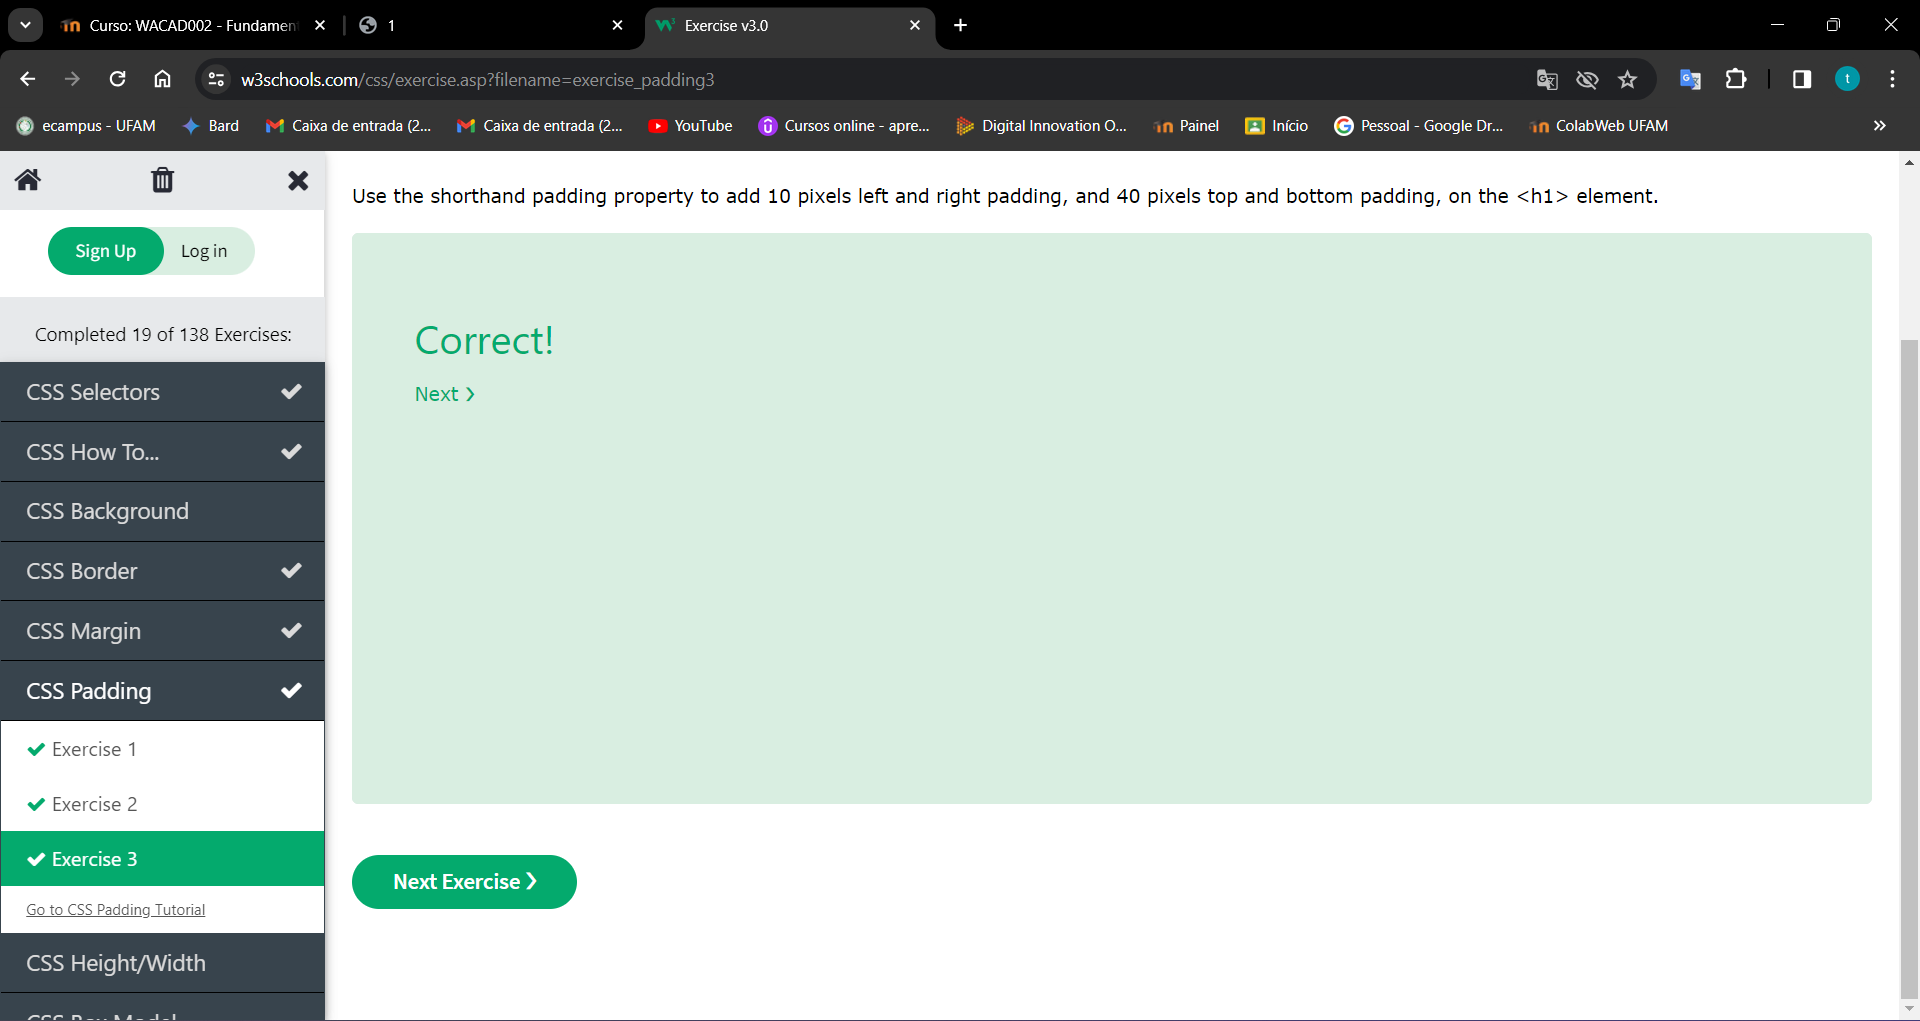 Curso: WACAD002 - Fundamen
1
Exercise v3.0
w3schools.com/css/exercise.asp?filename=exercise_padding3
t
ecampus - UFAM
Bard
Caixa de entrada (2...
Caixa de entrada (2...
YouTube
Cursos online - apre...
Digital Innovation O...
Painel
Início
Pessoal - Google Dr...
ColabWeb UFAM
Sign Up
Log in
Completed 19 of 138 Exercises:
CSS Selectors
CSS How To...
CSS Background
CSS Border
CSS Margin
CSS Padding
Exercise 1
Exercise 2
Exercise 3
Go to CSS Padding Tutorial
CSS Height/Width
CSS Box Model
Use the shorthand padding property to add 10 pixels left and right padding, and 40 pixels top and bottom padding, on the <h1> element.
Correct!
Next ❯
Next Exercise ❯